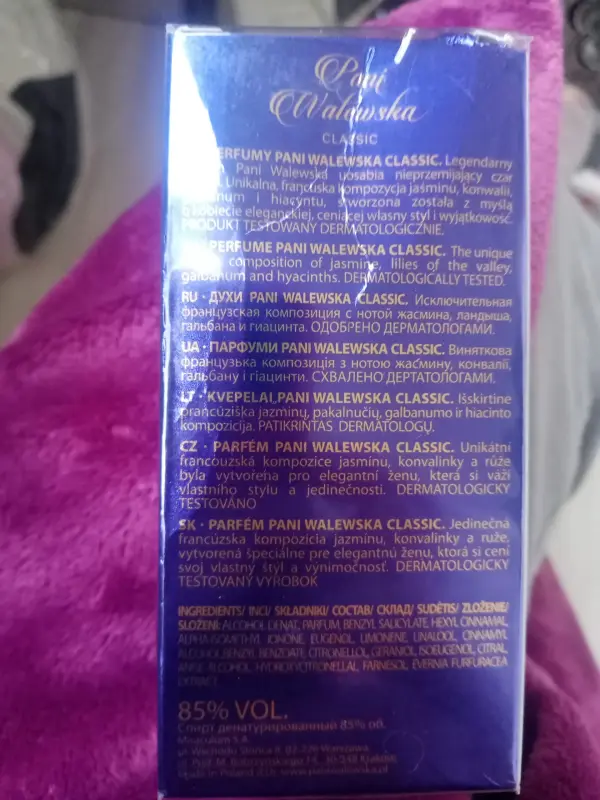 Pani
Walewska
CLASSIC
PERFUMY PANI WALEWSKA CLASSIC. Legendarny
Pani Walewska uosabia nieprzemijający czar
Unikalna, francuska kompozycja jaśminu, konwalii,
i hiacyntu, stworzona została z myślą
o kobiecie eleganckiej, ceniącej własny styl i wyjątkowość.
PRODUKT TESTOWANY DERMATOLOGICZNIE.
PERFUME PANI WALEWSKA CLASSIC. The unique
composition of jasmine, lilies of the valley,
galbanum and hyacinths. DERMATOLOGICALLY TESTED.
RU · ДУХИ PANI WALEWSKA CLASSIC. Исключительная
французская композиция с нотой жасмина, ландыша,
гальбана и гиацинта. ОДОБРЕНО ДЕРМАТОЛОГАМИ.
UA · ПАРФУМИ PANI WALEWSKA CLASSIC. Виняткова
французька композиція з нотою жасмину, конвалії,
гальбану і гіацинти. СХВАЛЕНО ДЕРТАТОЛОГАМИ.
LT · KVEPELAI,PANI WALEWSKA CLASSIC. Išskirtinė
prancūziška jazminų, pakalnučių, galbanumo ir hiacinto
kompozicija. PATIKRINTAS DERMATOLOGŲ.
CZ · PARFÉM PANI WALEWSKA CLASSIC. Unikátní
francouzská kompozice jasmínu, konvalinky a růže
byla vytvořena pro elegantní ženu, která si váží
vlastního stylu a jedinečnosti. DERMATOLOGICKY
TESTOVÁNO
SK · PARFÉM PANI WALEWSKA CLASSIC. Jedinečná
francúzska kompozícia jazmínu, konvalinky a ruže,
vytvorená špeciálne pre elegantnú ženu, ktorá si cení
svoj vlastný štýl a výnimočnosť. DERMATOLOGICKY
TESTOVANÝ VÝROBOK
INGREDIENTS/ INCI/ SKŁADNIKI/ СОСТАВ/ СКЛАД/ SUDĖTIS/ ZLOŽENIE/
SLOŽENÍ: ALCOHOL DENAT, PARFUM, BENZYL SALICYLATE, HEXYL CINNAMAL,
ALPHA-ISOMETHYL IONONE, EUGENOL, LIMONENE, LINALOOL, CINNAMYL
ALCOHOL, BENZYL BENZOATE, CITRONELLOL, GERANIOL, ISOEUGENOL, CITRAL,
ANISE ALCOHOL, HYDROXYCITRONELLAL, FARNESOL, EVERNIA FURFURACEA
EXTRACT
85% VOL.
Спирт денатурированный 85% об.
Miraculum S.A.
Made in Poland